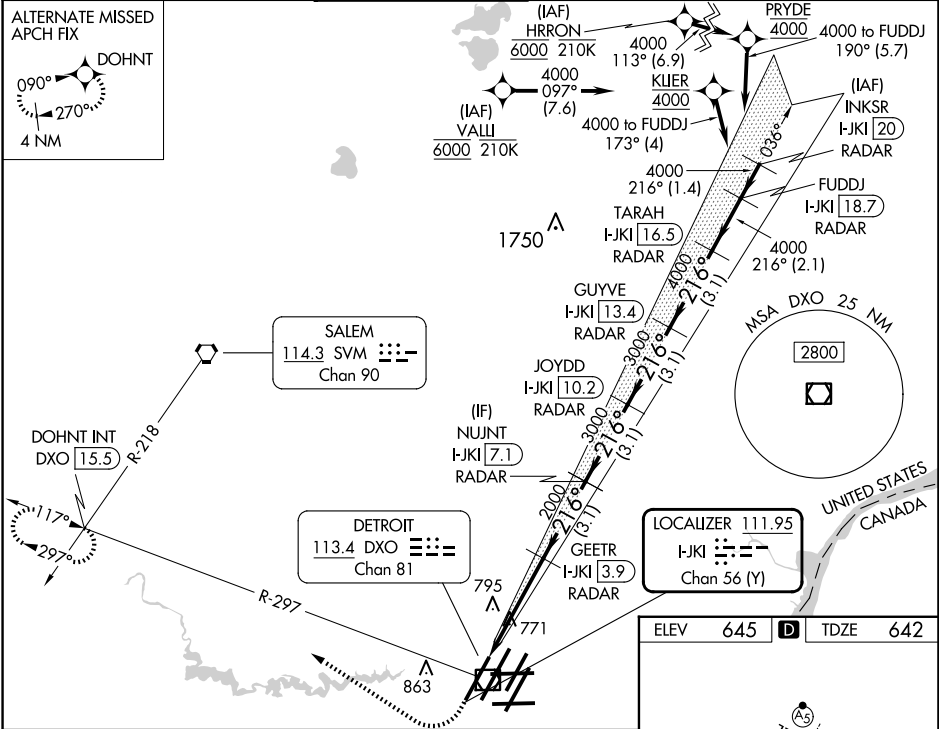 ALTERNATE MISSED
APCH FIX
DOHNT
090°
270°
4 NM
(IAF)
HRRON
6000 210K
4000
113° (6.9)
PRYDE
4000
4000 to FUDDJ
190° (5.7)
4000
097°
(7.6)
(IAF)
VALLI
6000 210K
KLIER
4000
4000 to FUDDJ
173° (4)
(IAF)
INKSR
I-JKI 20
RADAR
036°
4000
216° (1.4)
FUDDJ
I-JKI 18.7
RADAR
4000
216° (2.1)
1750
TARAH
I-JKI 16.5
RADAR
4000
216°
(3.1)
GUYVE
I-JKI 13.4
RADAR
3000
216°
(3.1)
JOYDD
I-JKI 10.2
RADAR
3000
216°
(3.1)
(IF)
NUJNT
I-JKI 7.1
RADAR
2000
216°
(3.1)
GEETR
I-JKI 3.9
RADAR
MSA DXO 25 NM
2800
SALEM
114.3 SVM
Chan 90
R-218
DOHNT INT
DXO 15.5
117°
297°
R-297
DETROIT
113.4 DXO
Chan 81
LOCALIZER 111.95
I-JKI
Chan 56 (Y)
UNITED STATES
CANADA
795
771
863
ELEV 645 D TDZE 642
A5